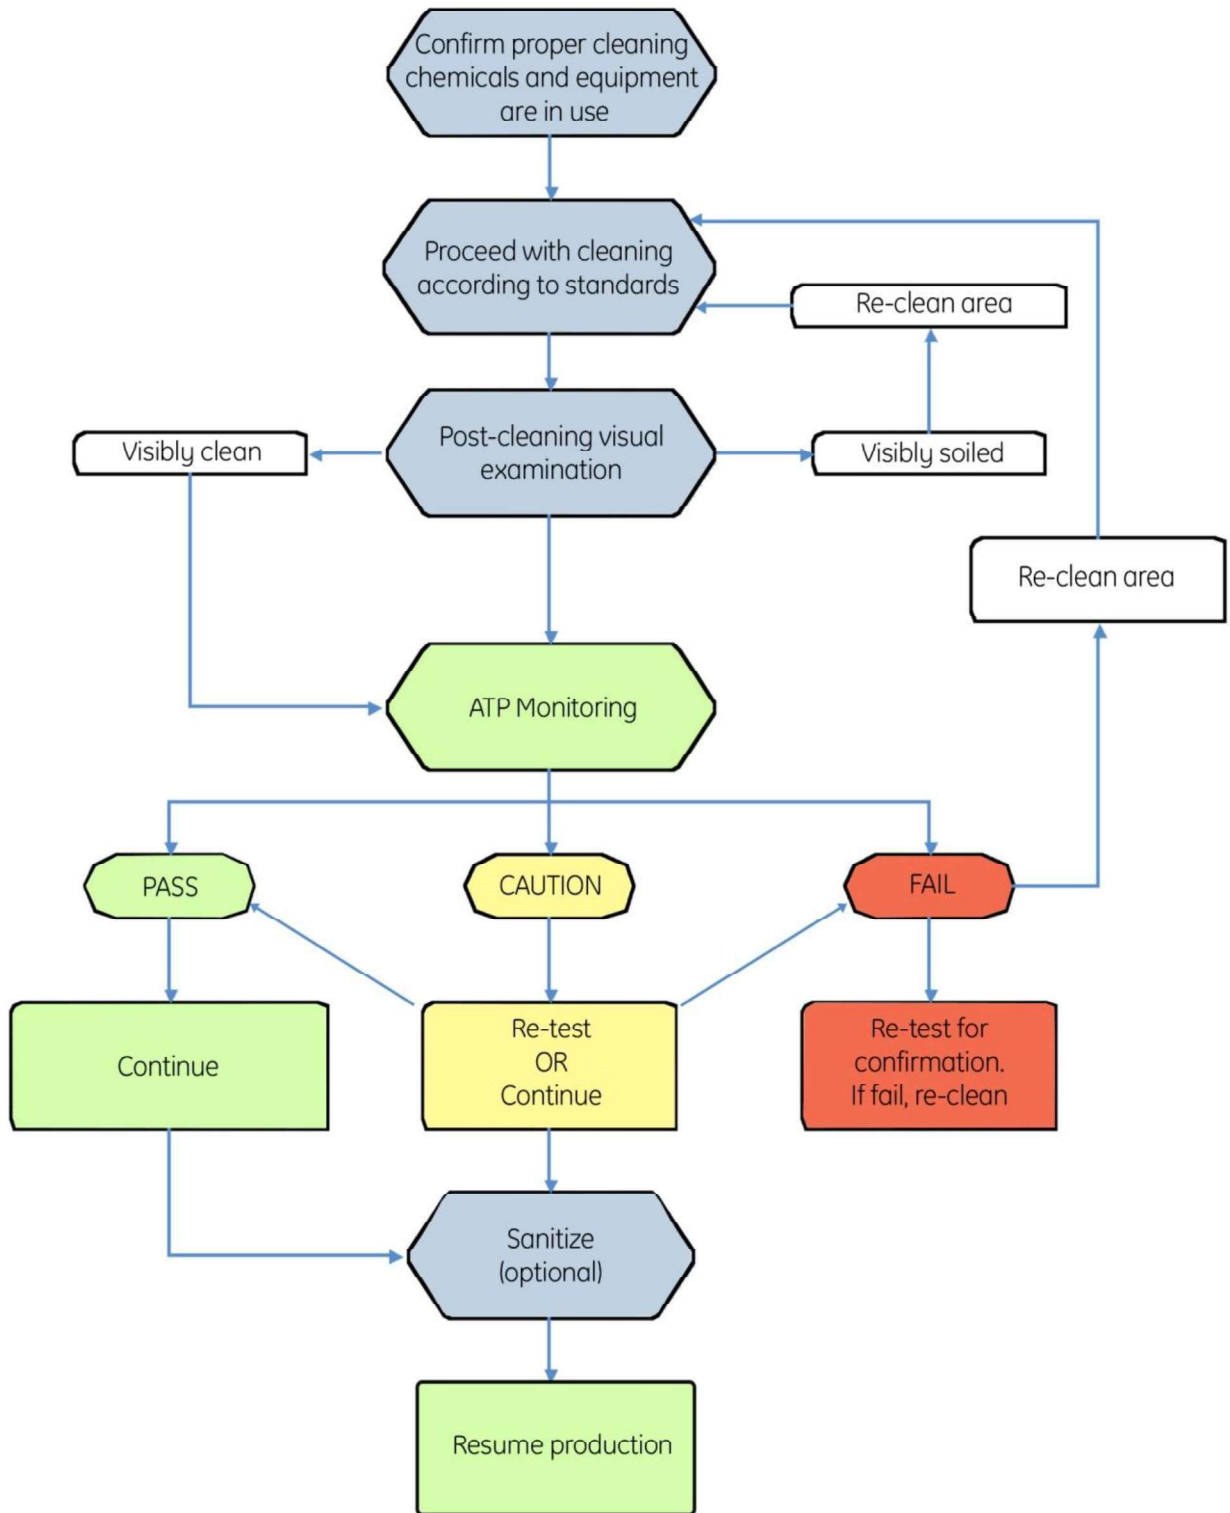 Confirm proper cleaning
chemicals and equipment
are in use
Proceed with cleaning
according to standards
Re-clean area
Post-cleaning visual
examination
Visibly clean
Visibly soiled
Re-clean area
ATP Monitoring
PASS
CAUTION
FAIL
Continue
Re-test
OR
Continue
Re-test for
confirmation.
If fail, re-clean
Sanitize
(optional)
Resume production